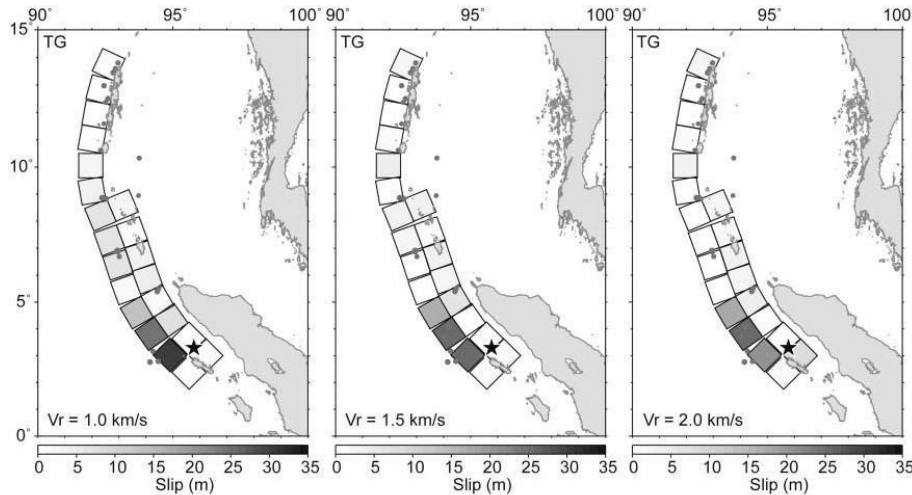 90° 95° 100° 90° 95° 100° 90° 95° 100
15°
TG TG TG
10°
5°
Vr = 1.0 km/s Vr = 1.5 km/s Vr = 2.0 km/s
0°
0 5 10 15 20 25 30 35 0 5 10 15 20 25 30 35 0 5 10 15 20 25 30 35
Slip (m) Slip (m) Slip (m)